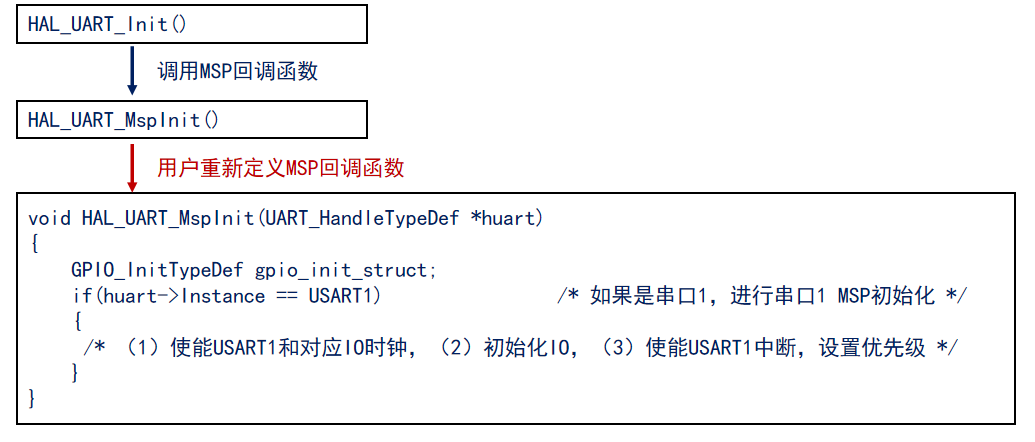 HAL_UART_Init()
调用MSP回调函数
HAL_UART_MspInit()
用户重新定义MSP回调函数
void HAL_UART_MspInit(UART_HandleTypeDef *huart)
{
    GPIO_InitTypeDef gpio_init_struct;
    if(huart->Instance == USART1)                /* 如果是串口1，进行串口1 MSP初始化 */
    {
     /* （1）使能USART1和对应IO时钟，（2）初始化IO，（3）使能USART1中断，设置优先级 */
    }
}